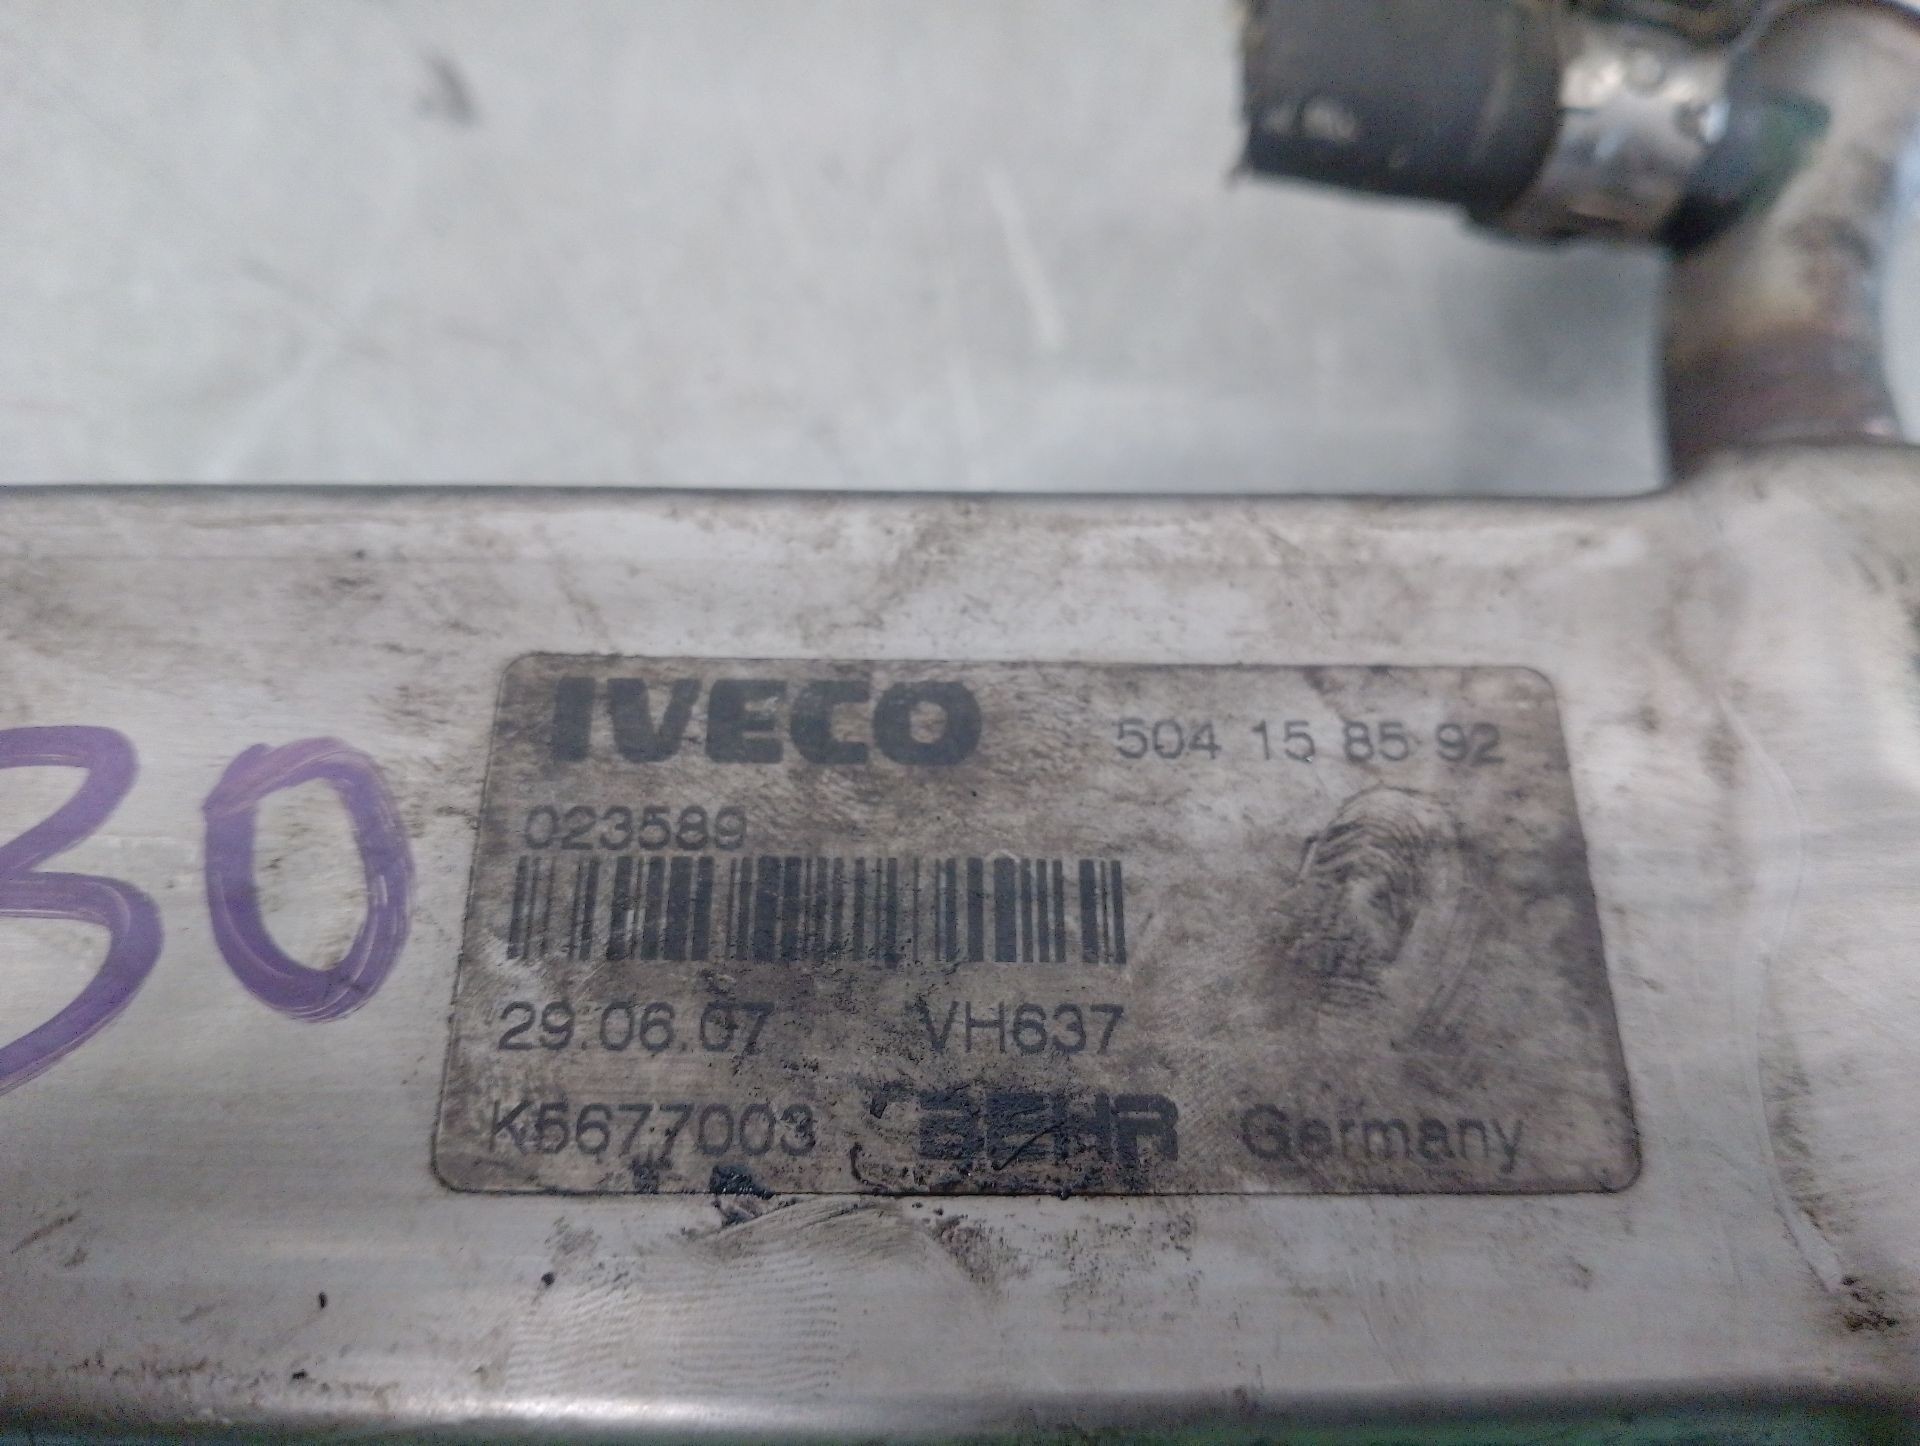 IVECO 504 15 85 92
023589
30
29.06.07 VH637
K5677003 BEHR Germany